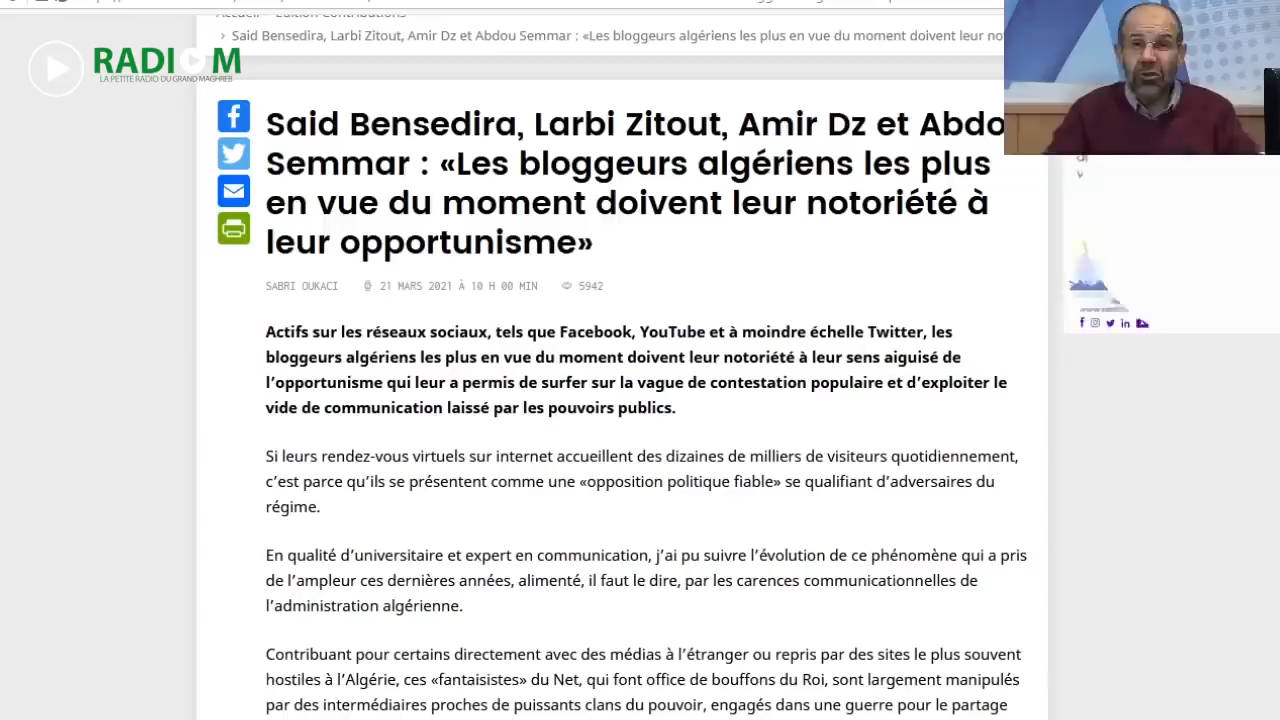 Accueil Edition Contributions
› Said Bensedira, Larbi Zitout, Amir Dz et Abdou Semmar : «Les bloggeurs algériens les plus en vue du moment doivent leur
RADI M
LA PETITE RADIO DU GRAND MAGHREB
Said Bensedira, Larbi Zitout, Amir Dz et Abdo
Semmar : «Les bloggeurs algériens les plus
en vue du moment doivent leur notoriété à
leur opportunisme»
SABRI OUKACI 21 MARS 2021 À 10 H 00 MIN 5942
Actifs sur les réseaux sociaux, tels que Facebook, YouTube et à moindre échelle Twitter, les
bloggeurs algériens les plus en vue du moment doivent leur notoriété à leur sens aiguisé de
l’opportunisme qui leur a permis de surfer sur la vague de contestation populaire et d’exploiter le
vide de communication laissé par les pouvoirs publics.
Si leurs rendez-vous virtuels sur internet accueillent des dizaines de milliers de visiteurs quotidiennement,
c’est parce qu’ils se présentent comme une «opposition politique fiable» se qualifiant d’adversaires du
régime.
En qualité d’universitaire et expert en communication, j’ai pu suivre l’évolution de ce phénomène qui a pris
de l’ampleur ces dernières années, alimenté, il faut le dire, par les carences communicationnelles de
l’administration algérienne.
Contribuant pour certains directement avec des médias à l’étranger ou repris par des sites le plus souvent
hostiles à l’Algérie, ces «fantaisistes» du Net, qui font office de bouffons du Roi, sont largement manipulés
par des intermédiaires proches de puissants clans du pouvoir, engagés dans une guerre pour le partage